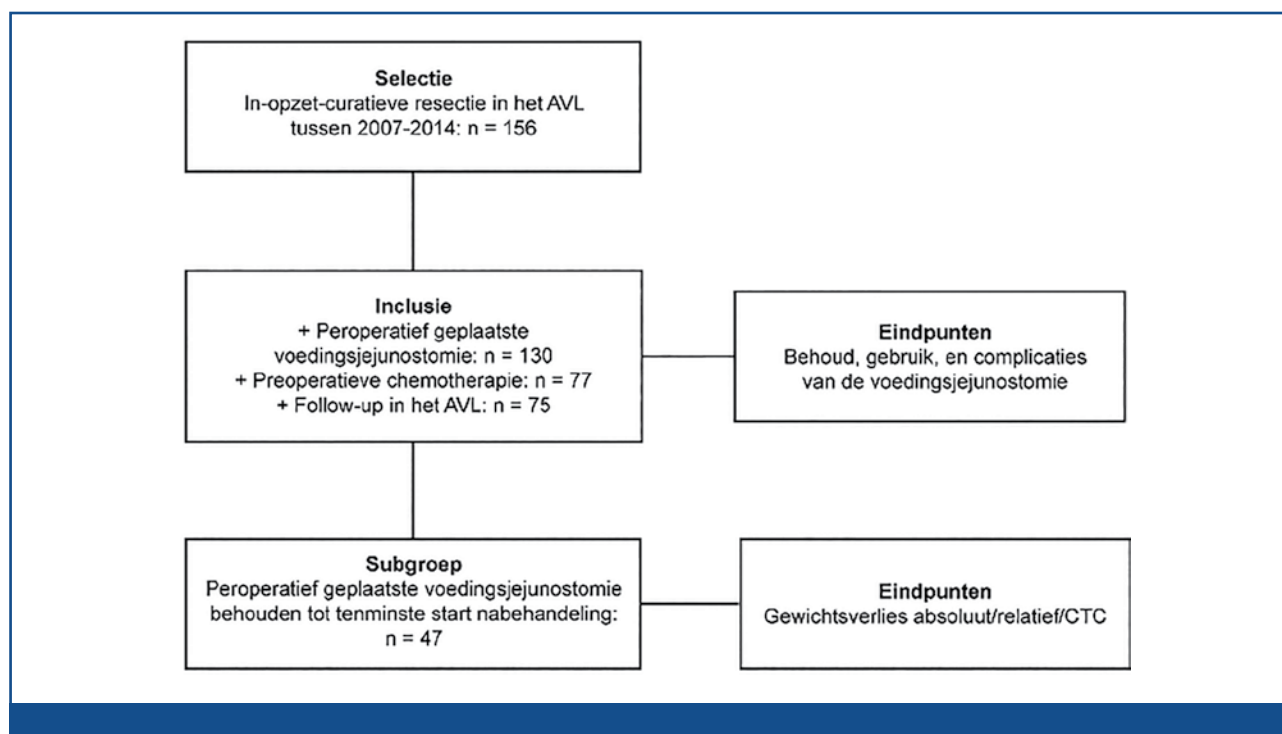 Selectie
In-opzet-curatieve resectie in het AVL
tussen 2007-2014: n = 156
Inclusie
+ Peroperatief geplaatste
voedingsjejunostomie: n = 130
+ Preoperatieve chemotherapie: n = 77
+ Follow-up in het AVL: n = 75
Eindpunten
Behoud, gebruik, en complicaties
van de voedingsjejunostomie
Subgroep
Peroperatief geplaatste voedingsjejunostomie
behouden tot tenminste start nabehandeling:
n = 47
Eindpunten
Gewichtsverlies absoluut/relatief/CTC